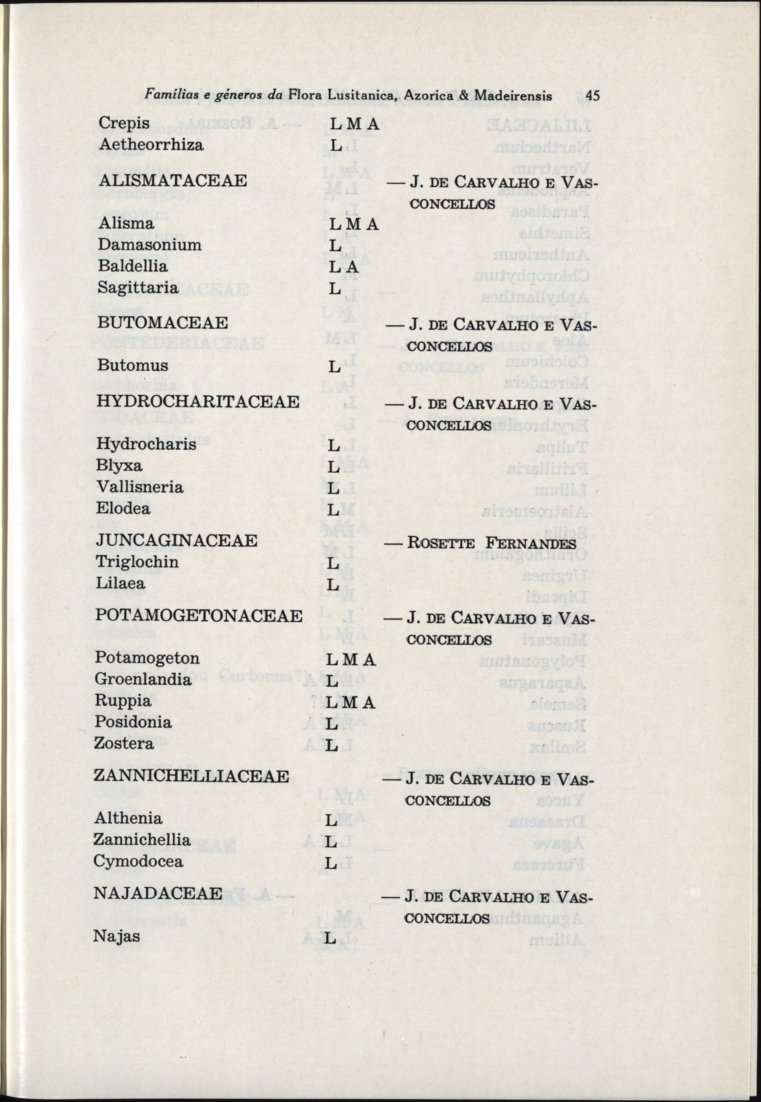 Famílias e géneros da Flora Lusitanica, Azorica & Madeirensis 45
Crepis L M A
Aetheorrhiza L
ALISMATACEAE — J. DE CARVALHO E VAS-
CONCELLOS
Alisma L M A
Damasonium L
Baldellia L A
Sagittaria L
BUTOMACEAE — J. DE CARVALHO E VAS-
CONCELLOS
Butomus L
HYDROCHARITACEAE — J. DE CARVALHO E VAS-
CONCELLOS
Hydrocharis L
Blyxa L
Vallisneria L
Elodea L
JUNCAGINACEAE — ROSETTE FERNANDES
Triglochin L
Lilaea L
POTAMOGETONACEAE — J. DE CARVALHO E VAS-
CONCELLOS
Potamogeton L M A
Groenlandia L
Ruppia L M A
Posidonia L
Zostera L
ZANNICHELLIACEAE — J. DE CARVALHO E VAS-
CONCELLOS
Althenia L
Zannichellia L
Cymodocea L
NAJADACEAE — J. DE CARVALHO E VAS-
CONCELLOS
Najas L